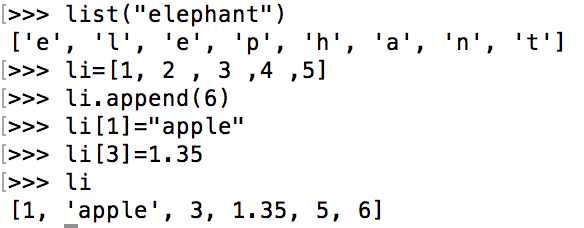 [>>> list("elephant")
['e', 'l', 'e', 'p', 'h', 'a', 'n', 't']
[>>> li=[1, 2 , 3 ,4 ,5]
[>>> li.append(6)
[>>> li[1]="apple"
[>>> li[3]=1.35
[>>> li
[1, 'apple', 3, 1.35, 5, 6]